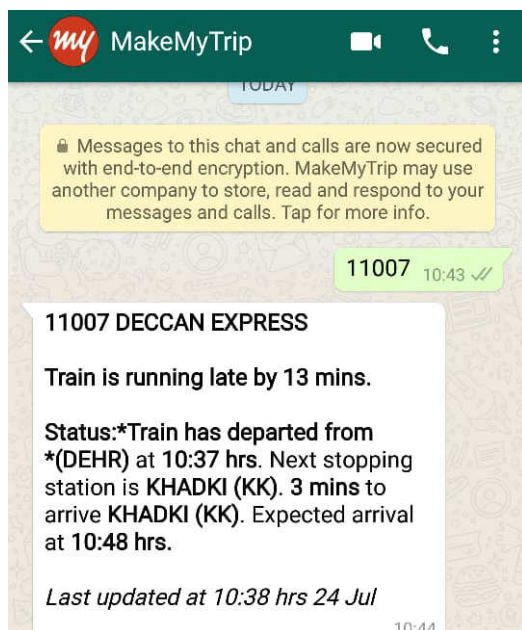 my MakeMyTrip
TODAY
Messages to this chat and calls are now secured
with end-to-end encryption. MakeMyTrip may use
another company to store, read and respond to your
messages and calls. Tap for more info.
11007 10:43
11007 DECCAN EXPRESS
Train is running late by 13 mins.
Status:*Train has departed from
*(DEHR) at 10:37 hrs. Next stopping
station is KHADKI (KK). 3 mins to
arrive KHADKI (KK). Expected arrival
at 10:48 hrs.
Last updated at 10:38 hrs 24 Jul
10:44